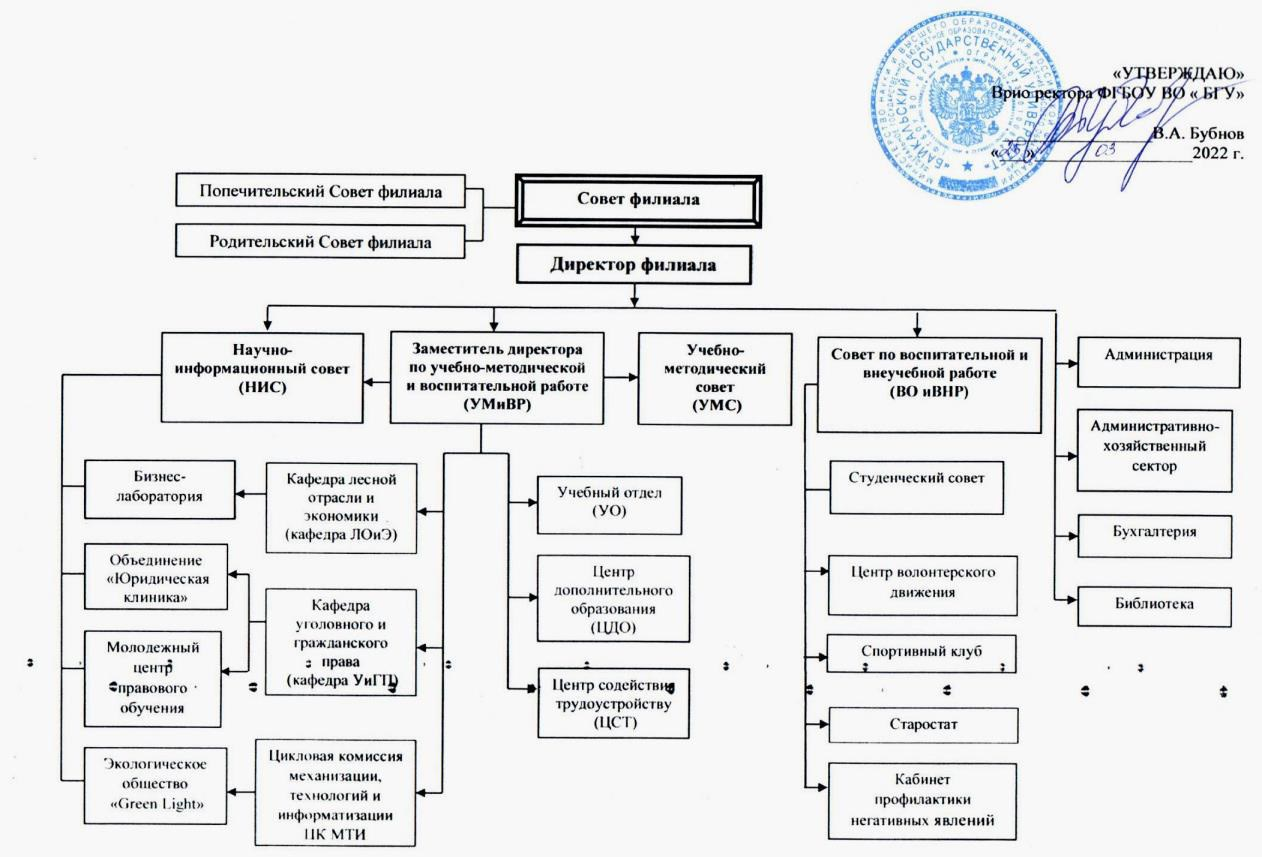 «УТВЕРЖДАЮ»
Врио ректора ФГБОУ ВО « БГУ»
В.А. Бубнов
« » 03 2022 г.
БАЙКАЛЬСКИЙ ГОСУДАРСТВЕННЫЙ УНИВЕРСИТЕТ
Попечительский Совет филиала
Родительский Совет филиала
Совет филиала
Директор филиала
Научно-
информационный совет
(НИС)
Заместитель директора
по учебно-методической
и воспитательной работе
(УМиВР)
Учебно-
методический
совет
(УМС)
Совет по воспитательной и
внеучебной работе
(ВО иВНР)
Администрация
Административно-
хозяйственный
сектор
Бухгалтерия
Библиотека
Бизнес-
лаборатория
Объединение
«Юридическая
клиника»
Молодежный
центр
правового
обучения
Экологическое
общество
«Green Light»
Кафедра лесной
отрасли и
экономики
(кафедра ЛОиЭ)
Кафедра
уголовного и
гражданского
права
(кафедра УиГП)
Цикловая комиссия
механизации,
технологий и
информатизации
ЦК МТИ
Учебный отдел
(УО)
Центр
дополнительного
образования
(ЦДО)
Центр содействия
трудоустройству
(ЦСТ)
Студенческий совет
Центр волонтерского
движения
Спортивный клуб
Старостат
Кабинет
профилактики
негативных явлений